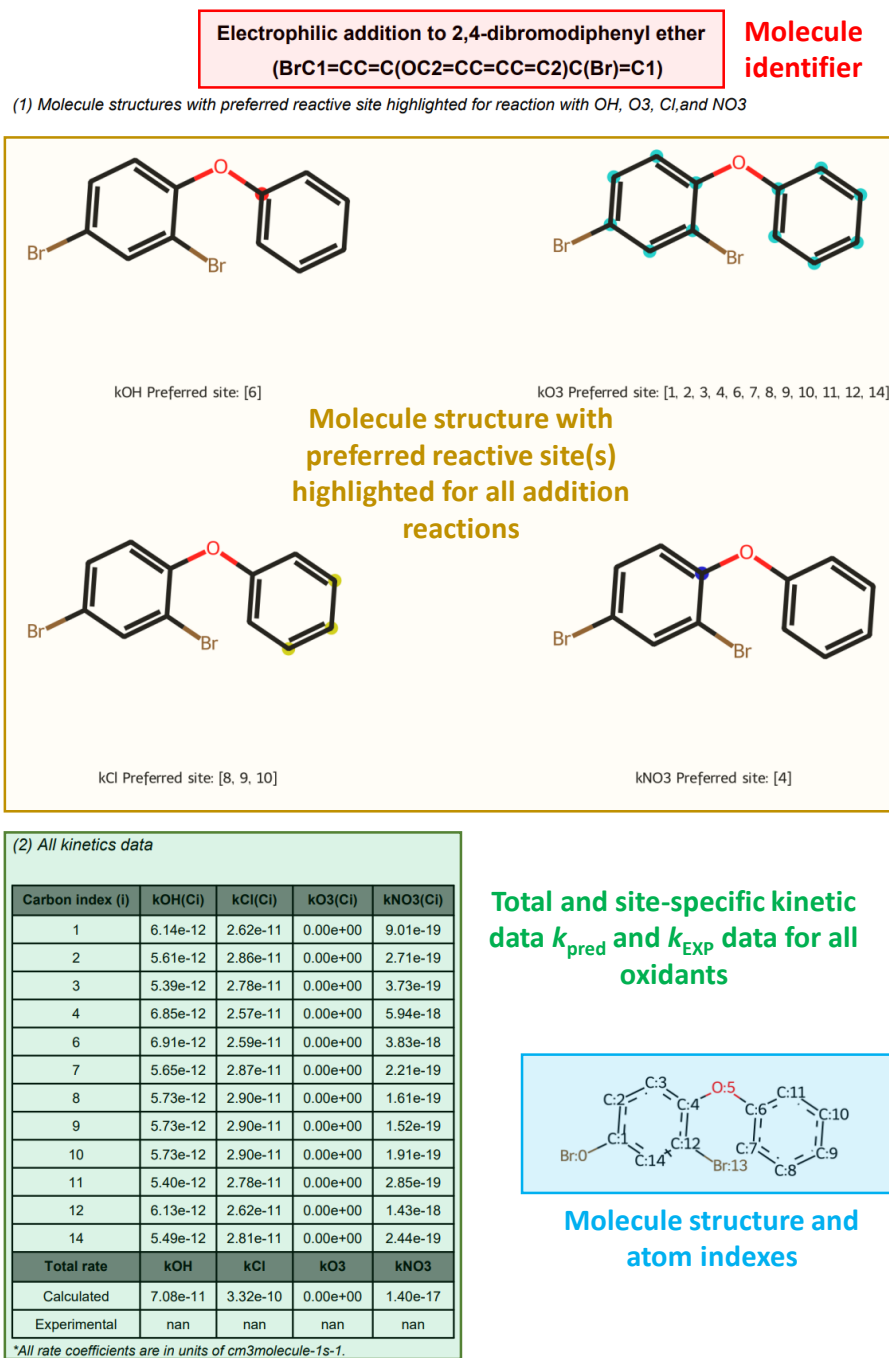 Electrophilic addition to 2,4-dibromodiphenyl ether
(BrC1=CC=C(OC2=CC=CC=C2)C(Br)=C1)
Molecule
identifier
(1) Molecule structures with preferred reactive site highlighted for reaction with OH, O3, Cl,and NO3
O
Br
Br
O
Br
Br
kOH Preferred site: [6]
kO3 Preferred site: [1, 2, 3, 4, 6, 7, 8, 9, 10, 11, 12, 14]
Molecule structure with
preferred reactive site(s)
highlighted for all addition
reactions
O
Br
Br
O
Br
Br
kCl Preferred site: [8, 9, 10]
kNO3 Preferred site: [4]
(2) All kinetics data
Carbon index (i) kOH(Ci) kCl(Ci) kO3(Ci) kNO3(Ci)
1 6.14e-12 2.62e-11 0.00e+00 9.01e-19
2 5.61e-12 2.86e-11 0.00e+00 2.71e-19
3 5.39e-12 2.78e-11 0.00e+00 3.73e-19
4 6.85e-12 2.57e-11 0.00e+00 5.94e-18
6 6.91e-12 2.59e-11 0.00e+00 3.83e-18
7 5.65e-12 2.87e-11 0.00e+00 2.21e-19
8 5.73e-12 2.90e-11 0.00e+00 1.61e-19
9 5.73e-12 2.90e-11 0.00e+00 1.52e-19
10 5.73e-12 2.90e-11 0.00e+00 1.91e-19
11 5.40e-12 2.78e-11 0.00e+00 2.85e-19
12 6.13e-12 2.62e-11 0.00e+00 1.43e-18
14 5.49e-12 2.81e-11 0.00e+00 2.44e-19
Total rate kOH kCl kO3 kNO3
Calculated 7.08e-11 3.32e-10 0.00e+00 1.40e-17
Experimental nan nan nan nan
*All rate coefficients are in units of cm3molecule-1s-1.
Total and site-specific kinetic
data kpred and kEXP data for all
oxidants
C:3 O:5 C:11
C:2 C:4 C:6 C:10
C:1 C:12 C:7 C:9
Br:0 C:14 Br:13 C:8
Molecule structure and
atom indexes